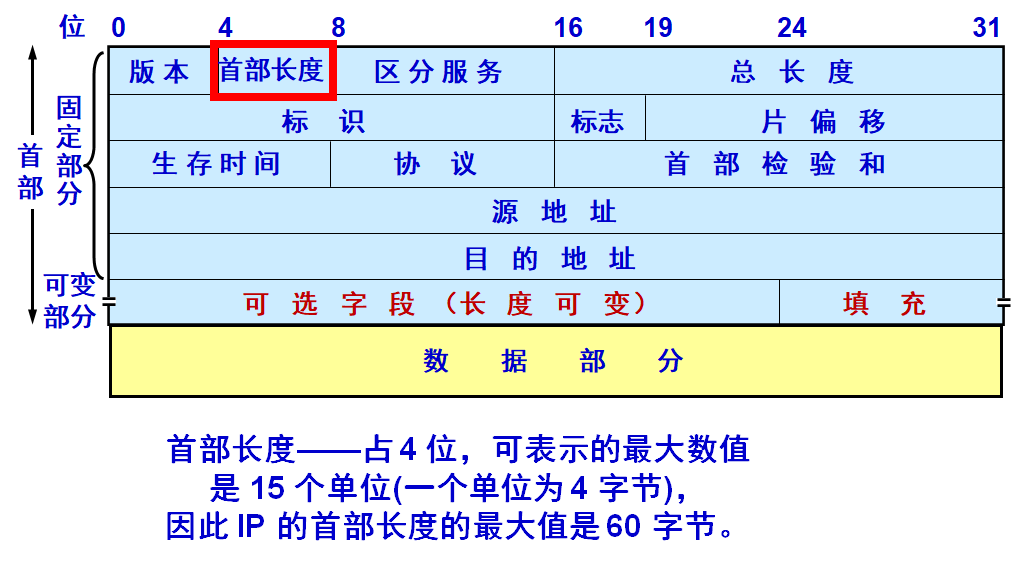 位 0 4 8 16 19 24 31
版本 首部长度 区分服务 总长度
标识 标志 片偏移
生存时间 协议 首部检验和
源地址
目的地址
可选字段（长度可变） 填充
数据部分
首部
固定部分
可变部分
首部长度——占 4 位，可表示的最大数值
是 15 个单位(一个单位为 4 字节)，
因此 IP 的首部长度的最大值是 60 字节。